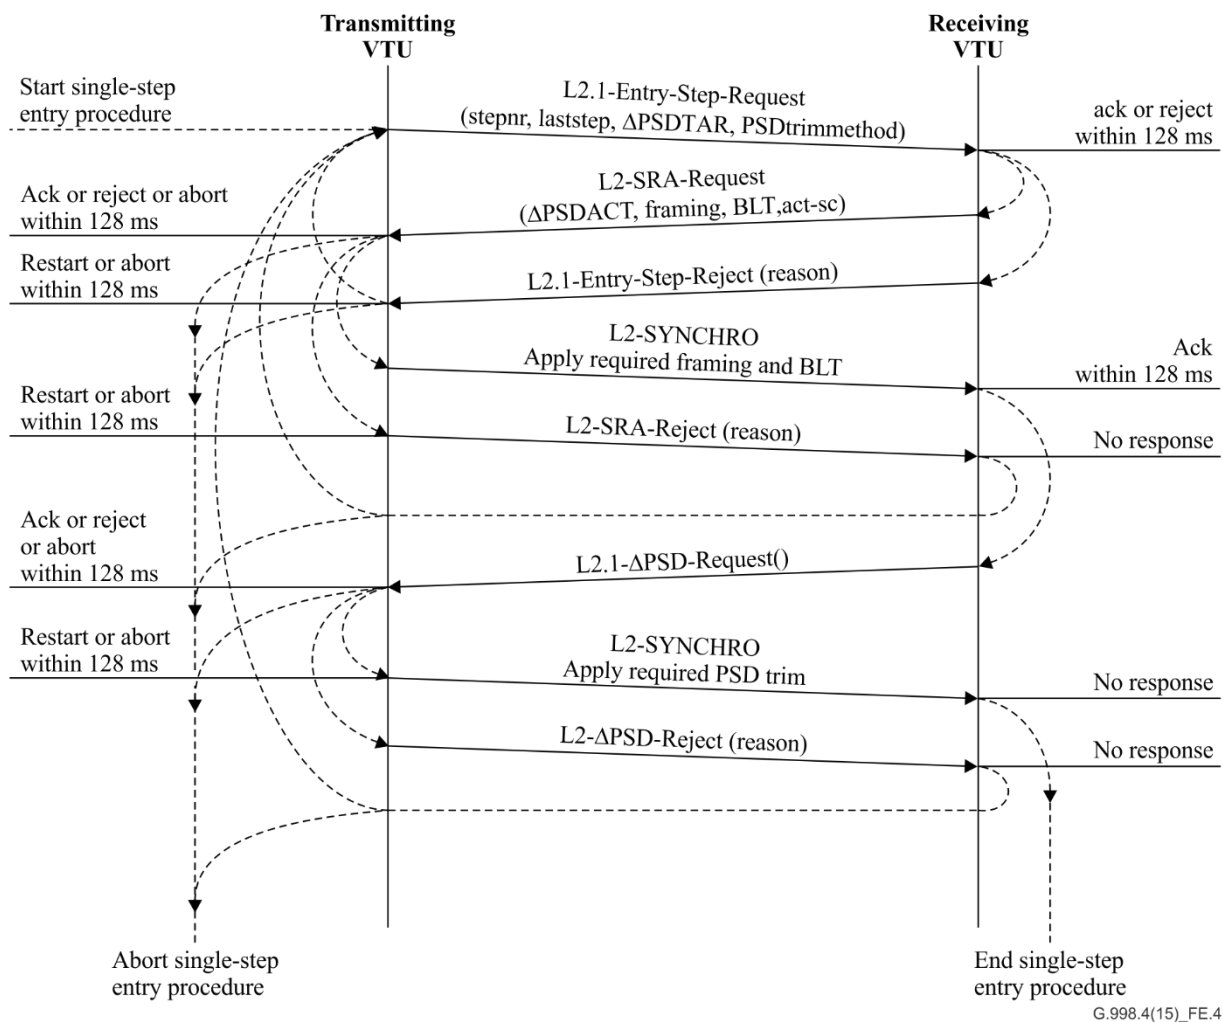 Transmitting
VTU
Receiving
VTU
Start single-step
entry procedure
L2.1-Entry-Step-Request
(stepnr, laststep, ΔPSDTAR, PSDtrimmethod)
ack or reject
within 128 ms
Ack or reject or abort
within 128 ms
L2-SRA-Request
(ΔPSDACT, framing, BLT,act-sc)
Restart or abort
within 128 ms
L2.1-Entry-Step-Reject (reason)
L2-SYNCHRO
Apply required framing and BLT
Ack
within 128 ms
Restart or abort
within 128 ms
L2-SRA-Reject (reason)
No response
Ack or reject
or abort
within 128 ms
L2.1-ΔPSD-Request()
Restart or abort
within 128 ms
L2-SYNCHRO
Apply required PSD trim
No response
L2-ΔPSD-Reject (reason)
No response
Abort single-step
entry procedure
End single-step
entry procedure
G.998.4(15)_FE.4